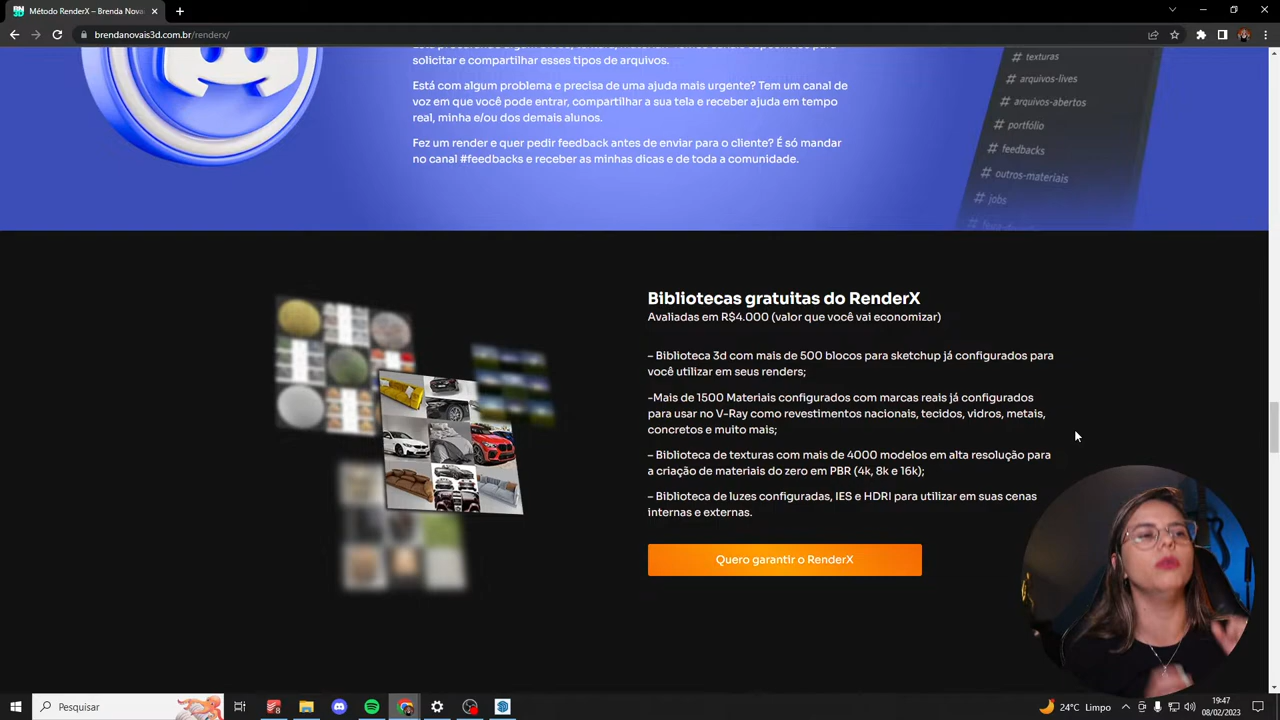 Método RenderX – Brenda Nova
brendanovais3d.com.br/renderx/
solicitar e compartilhar esses tipos de arquivos.
Está com algum problema e precisa de uma ajuda mais urgente? Tem um canal de
voz em que você pode entrar, compartilhar a sua tela e receber ajuda em tempo
real, minha e/ou dos demais alunos.
Fez um render e quer pedir feedback antes de enviar para o cliente? É só mandar
no canal #feedbacks e receber as minhas dicas e de toda a comunidade.
# texturas
# arquivos-lives
# arquivos-abertos
# portfólio
# feedbacks
# outros-materiais
# jobs
Bibliotecas gratuitas do RenderX
Avaliadas em R$4.000 (valor que você vai economizar)
– Biblioteca 3d com mais de 500 blocos para sketchup já configurados para
você utilizar em seus renders;
-Mais de 1500 Materiais configurados com marcas reais já configurados
para usar no V-Ray como revestimentos nacionais, tecidos, vidros, metais,
concretos e muito mais;
– Biblioteca de texturas com mais de 4000 modelos em alta resolução para
a criação de materiais do zero em PBR (4k, 8k e 16k);
– Biblioteca de luzes configuradas, IES e HDRI para utilizar em suas cenas
internas e externas.
Quero garantir o RenderX
Pesquisar
24°C Limpo
19:47
08/02/2023